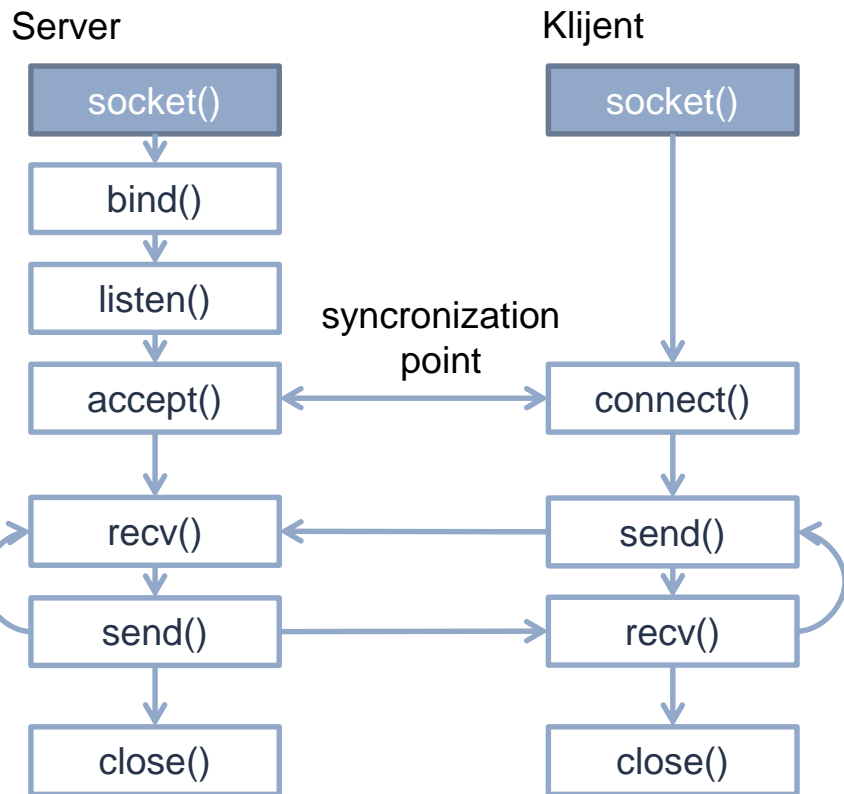 Server
Klijent
socket()
socket()
bind()
listen()
syncronization
point
accept()
connect()
recv()
send()
send()
recv()
close()
close()